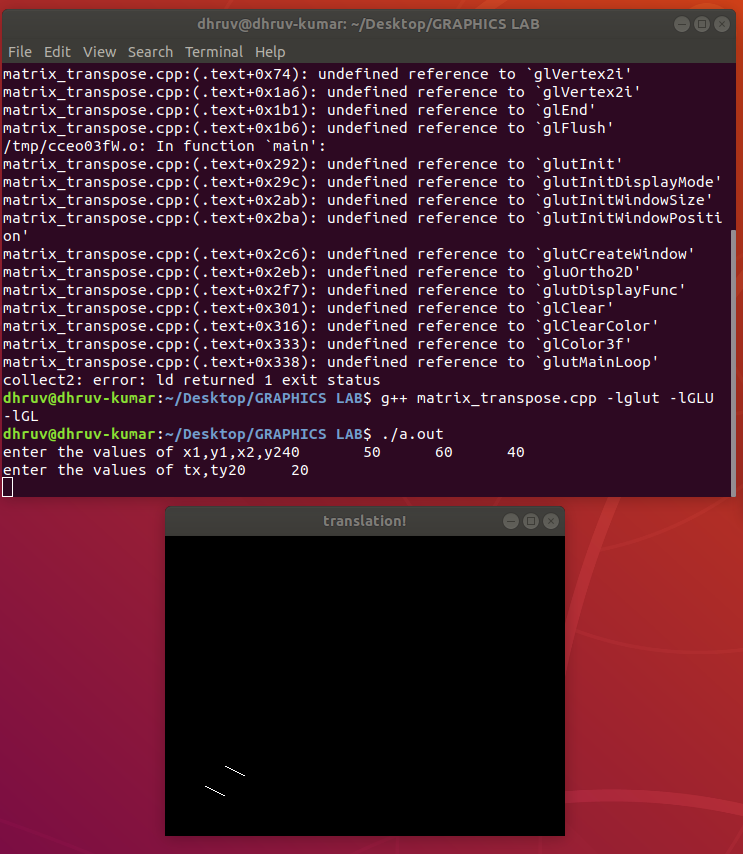 dhruv@dhruv-kumar: ~/Desktop/GRAPHICS LAB
File Edit View Search Terminal Help
matrix_transpose.cpp:(.text+0x74): undefined reference to `glVertex2i'
matrix_transpose.cpp:(.text+0x1a6): undefined reference to `glVertex2i'
matrix_transpose.cpp:(.text+0x1b1): undefined reference to `glEnd'
matrix_transpose.cpp:(.text+0x1b6): undefined reference to `glFlush'
/tmp/cceo03fW.o: In function `main':
matrix_transpose.cpp:(.text+0x292): undefined reference to `glutInit'
matrix_transpose.cpp:(.text+0x29c): undefined reference to `glutInitDisplayMode'
matrix_transpose.cpp:(.text+0x2ab): undefined reference to `glutInitWindowSize'
matrix_transpose.cpp:(.text+0x2ba): undefined reference to `glutInitWindowPositi
on'
matrix_transpose.cpp:(.text+0x2c6): undefined reference to `glutCreateWindow'
matrix_transpose.cpp:(.text+0x2eb): undefined reference to `gluOrtho2D'
matrix_transpose.cpp:(.text+0x2f7): undefined reference to `glutDisplayFunc'
matrix_transpose.cpp:(.text+0x301): undefined reference to `glClear'
matrix_transpose.cpp:(.text+0x316): undefined reference to `glClearColor'
matrix_transpose.cpp:(.text+0x333): undefined reference to `glColor3f'
matrix_transpose.cpp:(.text+0x338): undefined reference to `glutMainLoop'
collect2: error: ld returned 1 exit status
dhruv@dhruv-kumar:~/Desktop/GRAPHICS LAB$ g++ matrix_transpose.cpp -lglut -lGLU
-lGL
dhruv@dhruv-kumar:~/Desktop/GRAPHICS LAB$ ./a.out
enter the values of x1,y1,x2,y240 50 60 40
enter the values of tx,ty20 20
translation!